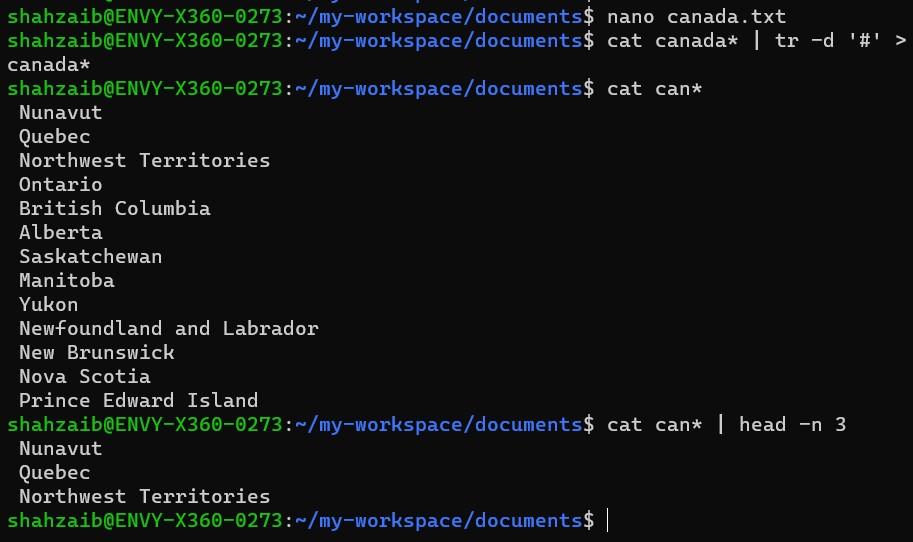 shahzaib@ENVY-X360-0273:~/my-workspace/documents$ nano canada.txt
shahzaib@ENVY-X360-0273:~/my-workspace/documents$ cat canada* | tr -d '#' >
canada*
shahzaib@ENVY-X360-0273:~/my-workspace/documents$ cat can*
 Nunavut
 Quebec
 Northwest Territories
 Ontario
 British Columbia
 Alberta
 Saskatchewan
 Manitoba
 Yukon
 Newfoundland and Labrador
 New Brunswick
 Nova Scotia
 Prince Edward Island
shahzaib@ENVY-X360-0273:~/my-workspace/documents$ cat can* | head -n 3
 Nunavut
 Quebec
 Northwest Territories
shahzaib@ENVY-X360-0273:~/my-workspace/documents$